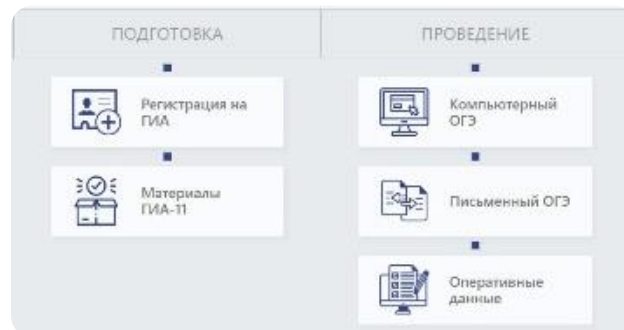 ПОДГОТОВКА
ПРОВЕДЕНИЕ
Регистрация на
ГИА
Компьютерный
ОГЭ
Материалы
ГИА-11
Письменный ОГЭ
Оперативные
данные